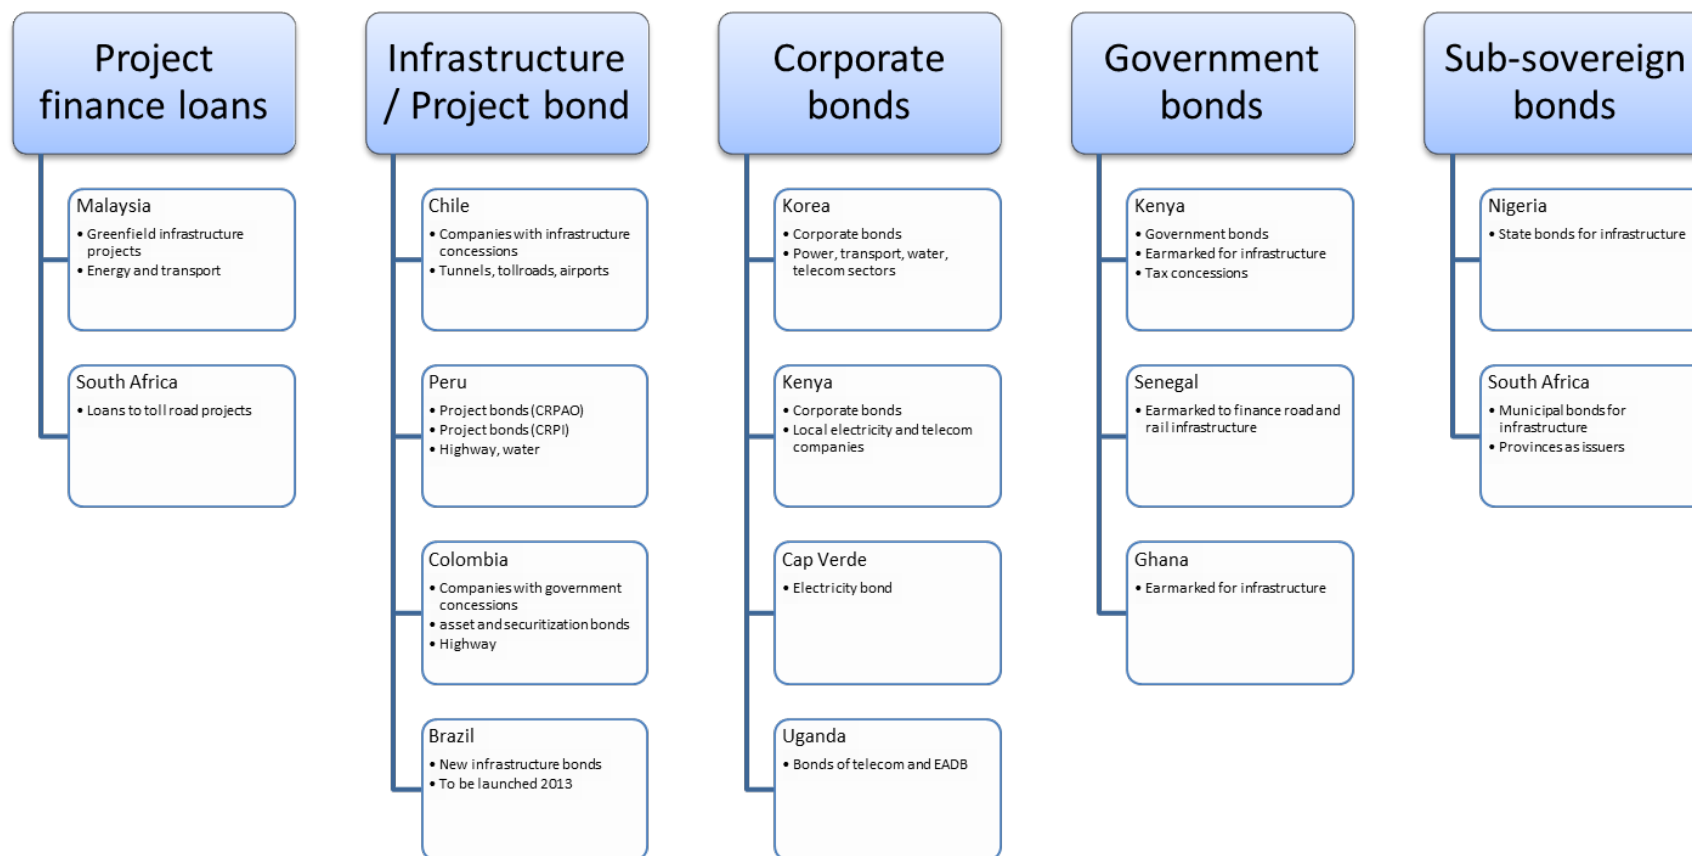 Project
finance loans
Malaysia
• Greenfield infrastructure
projects
• Energy and transport
South Africa
• Loans to toll road projects
Infrastructure
/ Project bond
Chile
• Companies with infrastructure
concessions
• Tunnels, tollroads, airports
Peru
• Project bonds (CRPAO)
• Project bonds (CRPI)
• Highway, water
Colombia
• Companies with government
concessions
• asset and securitization bonds
• Highway
Brazil
• New infrastructure bonds
• To be launched 2013
Corporate
bonds
Korea
• Corporate bonds
• Power, transport, water,
telecom sectors
Kenya
• Corporate bonds
• Local electricity and telecom
companies
Cap Verde
• Electricity bond
Uganda
• Bonds of telecom and EADB
Government
bonds
Kenya
• Government bonds
• Earmarked for infrastructure
• Tax concessions
Senegal
• Earmarked to finance road and
rail infrastructure
Ghana
• Earmarked for infrastructure
Sub-sovereign
bonds
Nigeria
• State bonds for infrastructure
South Africa
• Municipal bonds for
infrastructure
• Provinces as issuers